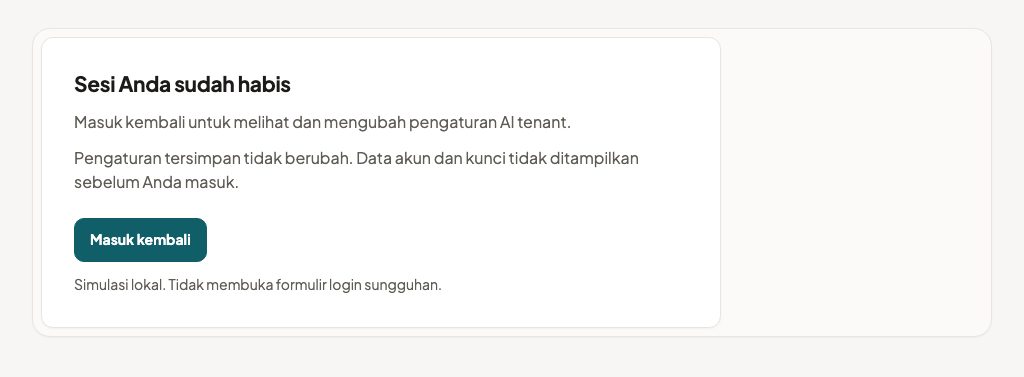 Sesi Anda sudah habis
Masuk kembali untuk melihat dan mengubah pengaturan AI tenant.
Pengaturan tersimpan tidak berubah. Data akun dan kunci tidak ditampilkan
sebelum Anda masuk.
Masuk kembali
Simulasi lokal. Tidak membuka formulir login sungguhan.